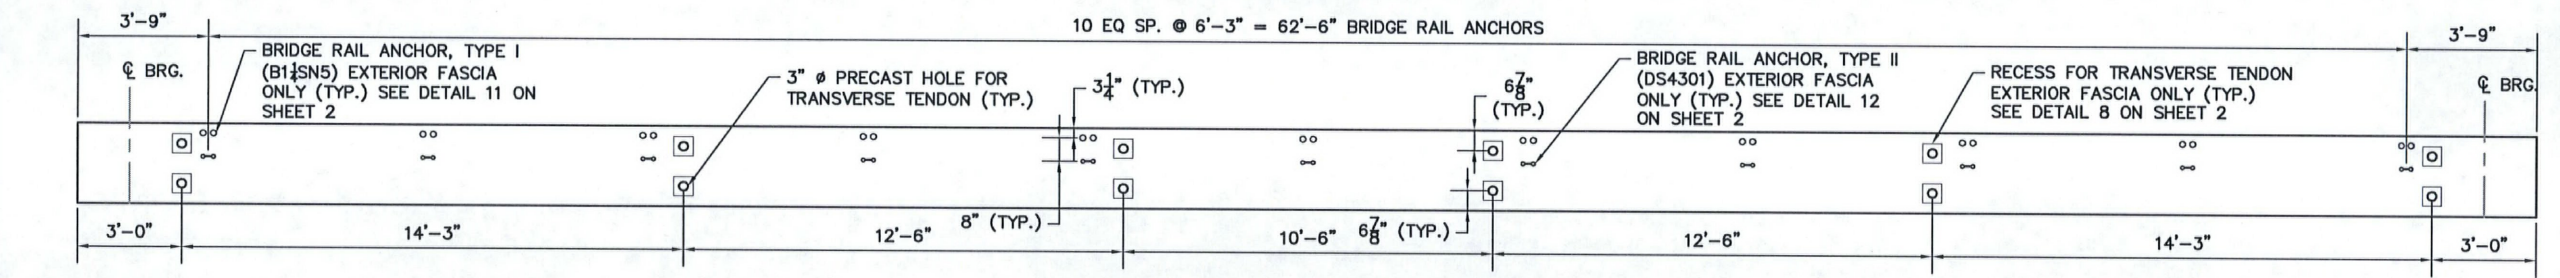 3'-9"
10 EQ SP. @ 6'-3" = 62'-6" BRIDGE RAIL ANCHORS
3'-9"
℄ BRG.
BRIDGE RAIL ANCHOR, TYPE I
(B1¼SN5) EXTERIOR FASCIA
ONLY (TYP.) SEE DETAIL 11 ON
SHEET 2
3" ø PRECAST HOLE FOR
TRANSVERSE TENDON (TYP.)
3¼" (TYP.)
6⅞"
(TYP.)
BRIDGE RAIL ANCHOR, TYPE II
(DS4301) EXTERIOR FASCIA
ONLY (TYP.) SEE DETAIL 12
ON SHEET 2
RECESS FOR TRANSVERSE TENDON
EXTERIOR FASCIA ONLY (TYP.)
SEE DETAIL 8 ON SHEET 2
℄ BRG.
3'-0"
14'-3"
12'-6"
8" (TYP.)
10'-6"
6⅞" (TYP.)
12'-6"
14'-3"
3'-0"